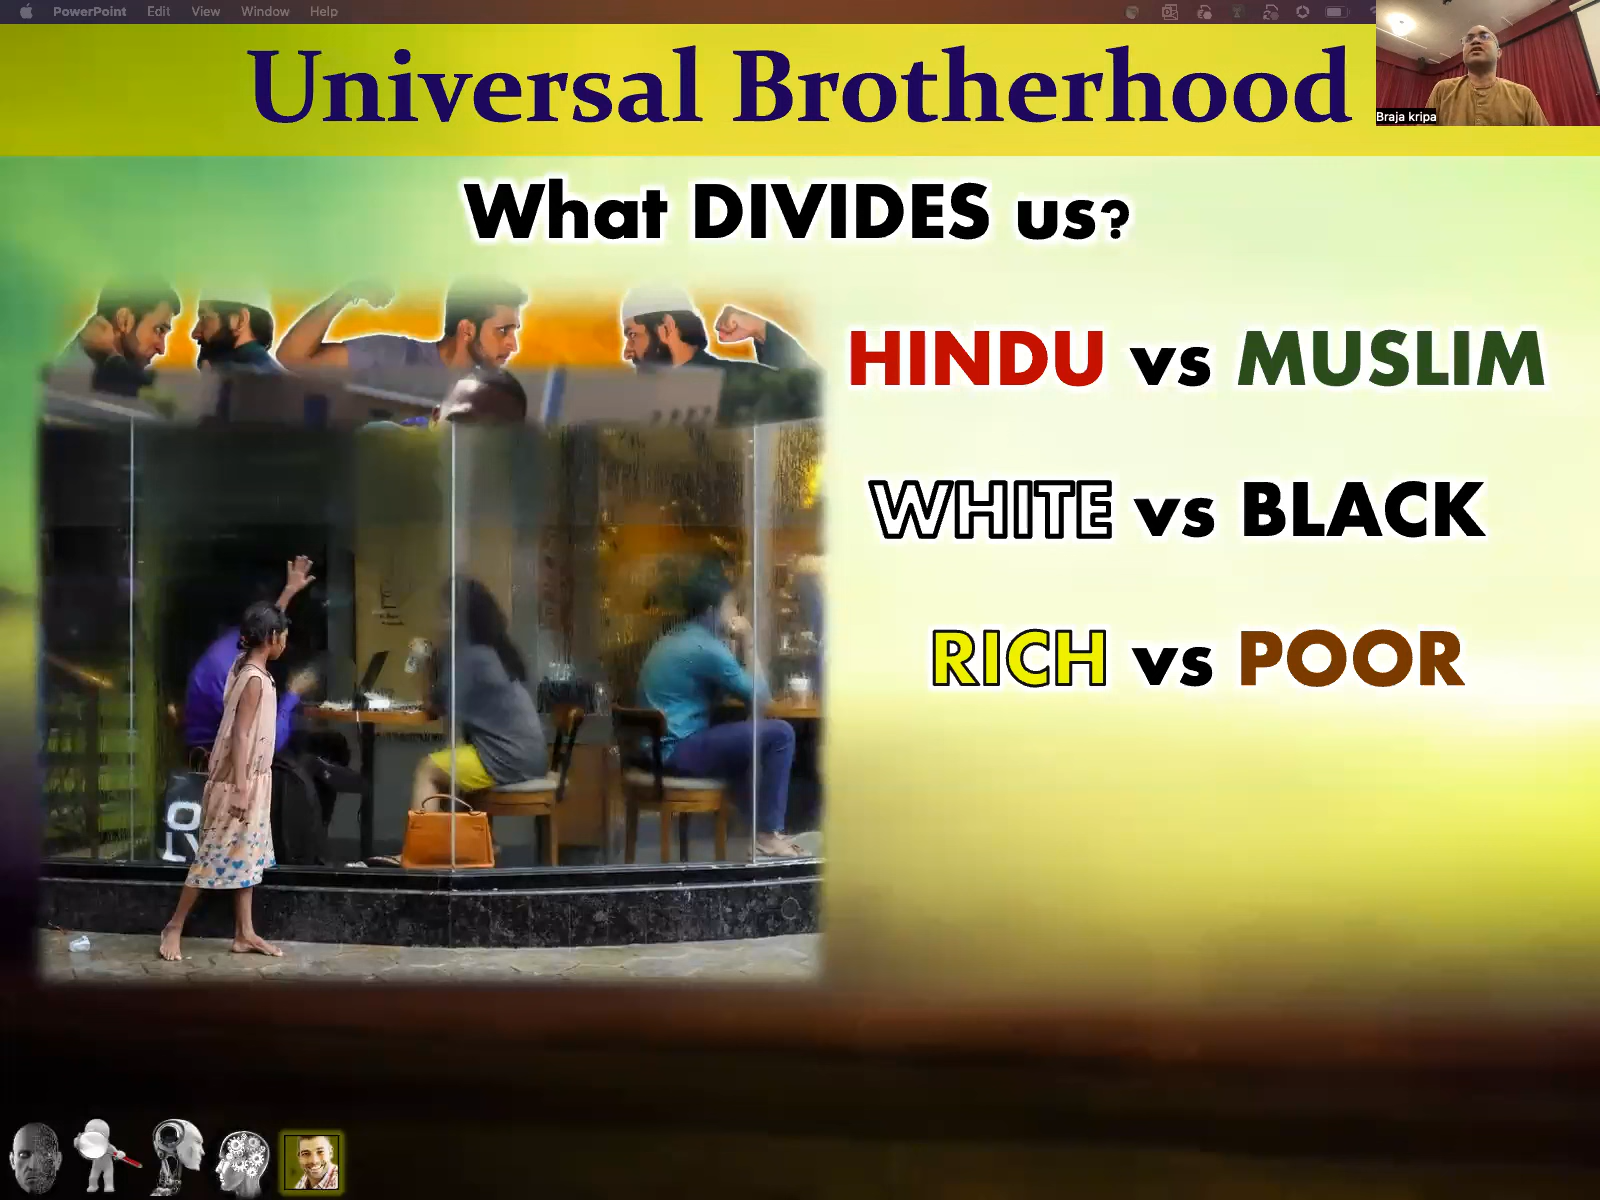 PowerPoint Edit View Window Help
Universal Brotherhood
Braja kripa
What DIVIDES us?
HINDU vs MUSLIM
WHITE vs BLACK
RICH vs POOR